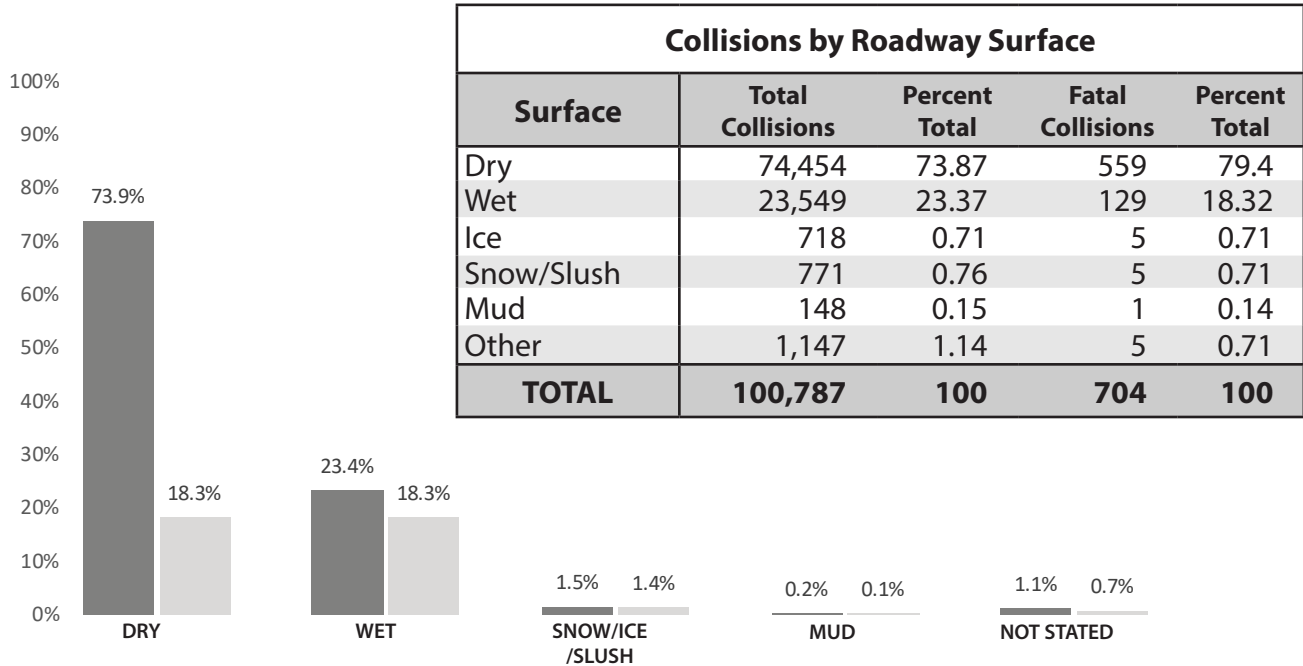 Collisions by Roadway Surface
Surface Total Collisions Percent Total Fatal Collisions Percent Total
Dry 74,454 73.87 559 79.4
Wet 23,549 23.37 129 18.32
Ice 718 0.71 5 0.71
Snow/Slush 771 0.76 5 0.71
Mud 148 0.15 1 0.14
Other 1,147 1.14 5 0.71
TOTAL 100,787 100 704 100
100%
90%
80%
70%
60%
50%
40%
30%
20%
10%
0%
73.9% 18.3%
23.4% 18.3%
1.5% 1.4%
0.2% 0.1%
1.1% 0.7%
DRY
WET
SNOW/ICE
/SLUSH
MUD
NOT STATED